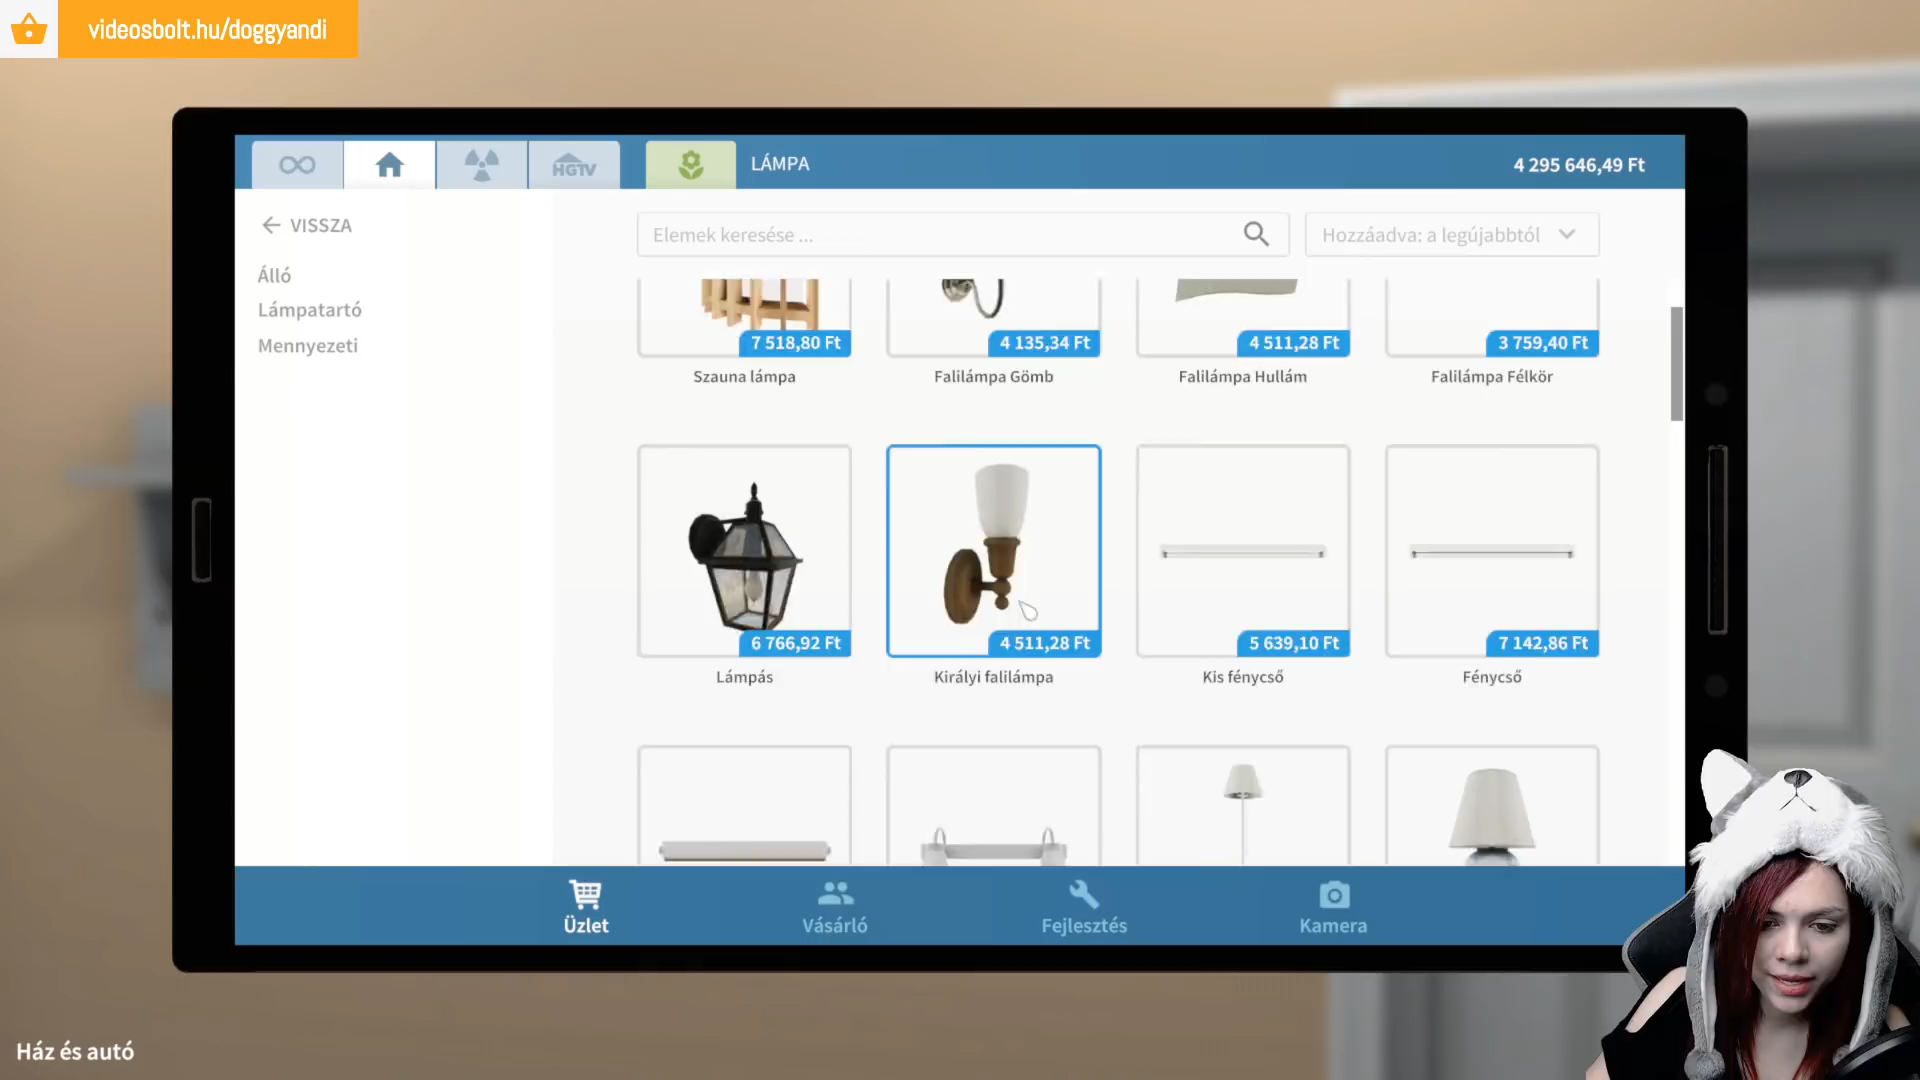 videosbolt.hu/doggyandi
HGTV
LÁMPA
4 295 646,49 Ft
VISSZA
Álló
Lámpatartó
Mennyezeti
Elemek keresése ...
Hozzáadva: a legújabbtól
7 518,80 Ft
4 135,34 Ft
4 511,28 Ft
3 759,40 Ft
Szauna lámpa
Falilámpa Gömb
Falilámpa Hullám
Falilámpa Félkör
6 766,92 Ft
4 511,28 Ft
5 639,10 Ft
7 142,86 Ft
Lámpás
Királyi falilámpa
Kis fénycső
Fénycső
Üzlet
Vásárló
Fejlesztés
Kamera
Ház és autó